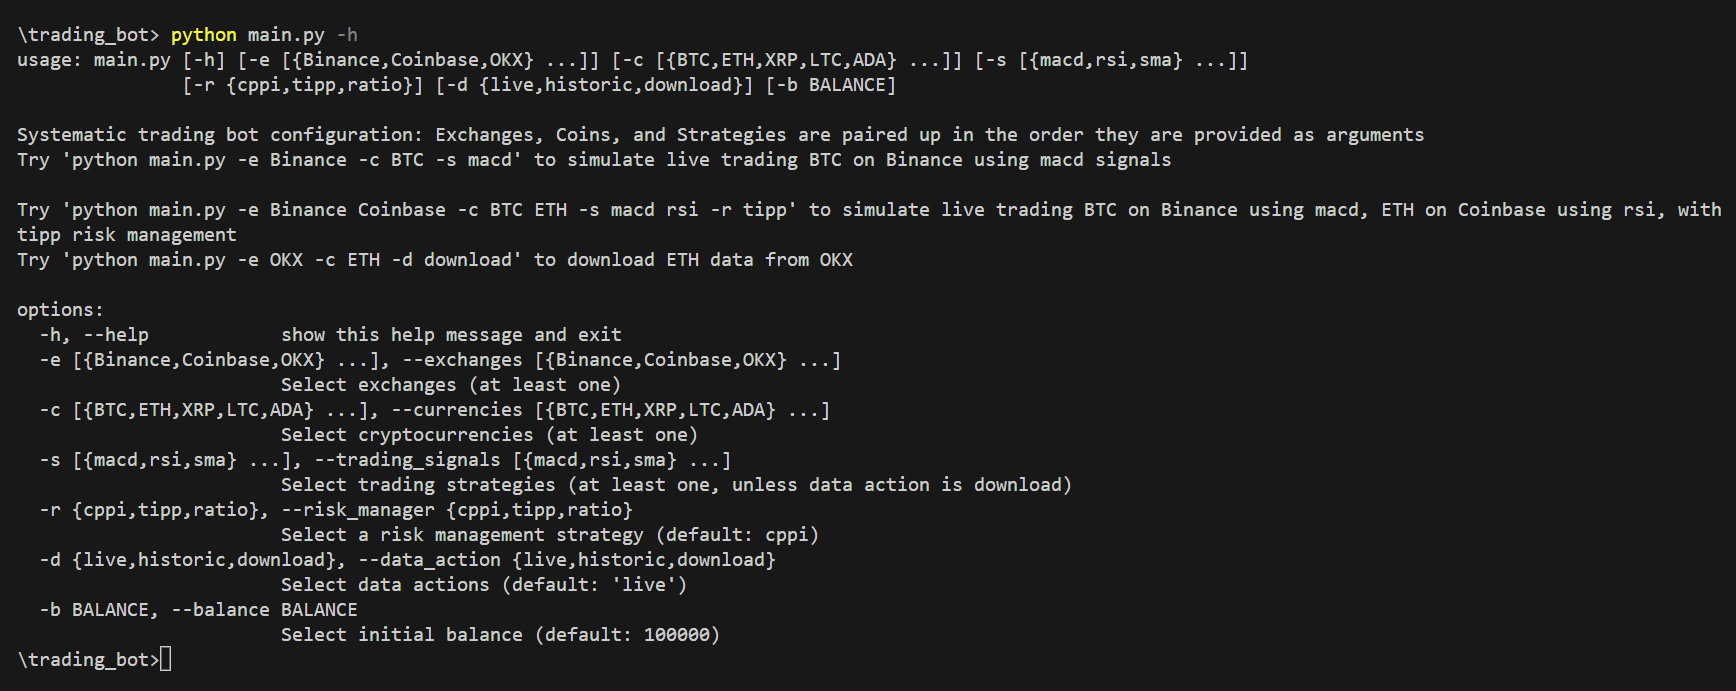 \trading_bot> python main.py -h
usage: main.py [-h] [-e [{Binance,Coinbase,OKX} ...]] [-c [{BTC,ETH,XRP,LTC,ADA} ...]] [-s [{macd,rsi,sma} ...]]
               [-r {cppi,tipp,ratio}] [-d {live,historic,download}] [-b BALANCE]

Systematic trading bot configuration: Exchanges, Coins, and Strategies are paired up in the order they are provided as arguments
Try 'python main.py -e Binance -c BTC -s macd' to simulate live trading BTC on Binance using macd signals

Try 'python main.py -e Binance Coinbase -c BTC ETH -s macd rsi -r tipp' to simulate live trading BTC on Binance using macd, ETH on Coinbase using rsi, with
tipp risk management
Try 'python main.py -e OKX -c ETH -d download' to download ETH data from OKX

options:
  -h, --help            show this help message and exit
  -e [{Binance,Coinbase,OKX} ...], --exchanges [{Binance,Coinbase,OKX} ...]
                        Select exchanges (at least one)
  -c [{BTC,ETH,XRP,LTC,ADA} ...], --currencies [{BTC,ETH,XRP,LTC,ADA} ...]
                        Select cryptocurrencies (at least one)
  -s [{macd,rsi,sma} ...], --trading_signals [{macd,rsi,sma} ...]
                        Select trading strategies (at least one, unless data action is download)
  -r {cppi,tipp,ratio}, --risk_manager {cppi,tipp,ratio}
                        Select a risk management strategy (default: cppi)
  -d {live,historic,download}, --data_action {live,historic,download}
                        Select data actions (default: 'live')
  -b BALANCE, --balance BALANCE
                        Select initial balance (default: 100000)
\trading_bot>